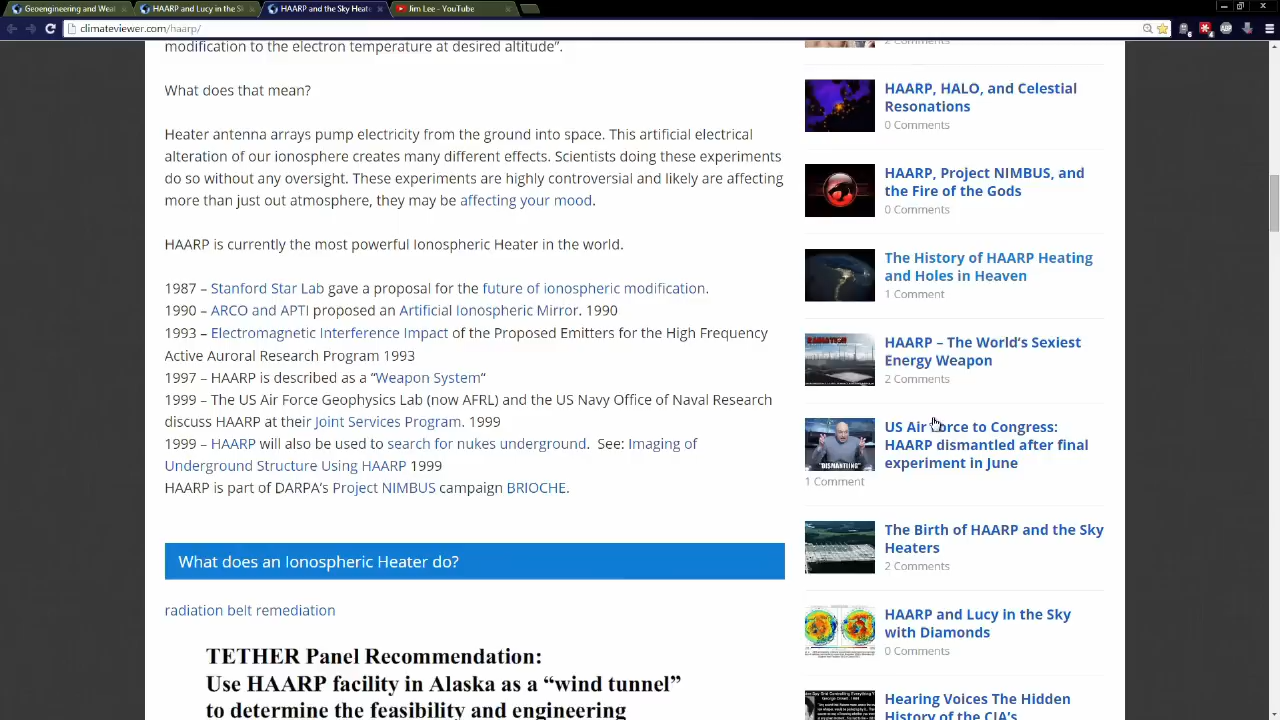 Geoengineering and Wea
HAARP and Lucy in the S
HAARP and the Sky Heate
Jim Lee - YouTube
climateviewer.com/haarp/
modification to the electron temperature at desired altitude”.
What does that mean?
Heater antenna arrays pump electricity from the ground into space. This artificial electrical
alteration of our ionosphere creates many different effects. Scientists doing these experiments
do so without any oversight. These experiments are highly controversial and likely are affecting
more than just out atmosphere, they may be affecting your mood.
HAARP is currently the most powerful Ionospheric Heater in the world.
1987 – Stanford Star Lab gave a proposal for the future of ionospheric modification.
1990 – ARCO and APTI proposed an Artificial Ionospheric Mirror. 1990
1993 – Electromagnetic Interference Impact of the Proposed Emitters for the High Frequency
Active Auroral Research Program 1993
1997 – HAARP is described as a “Weapon System“
1999 – The US Air Force Geophysics Lab (now AFRL) and the US Navy Office of Naval Research
discuss HAARP at their Joint Services Program. 1999
1999 – HAARP will also be used to search for nukes underground. See: Imaging of
Underground Structure Using HAARP 1999
HAARP is part of DARPA’s Project NIMBUS campaign BRIOCHE.
What does an Ionospheric Heater do?
radiation belt remediation
Recommendation:
HAARP facility in Alaska as a “wind tunnel”
feasibility and engineering
2 Comments
HAARP, HALO, and Celestial
Resonations
0 Comments
HAARP, Project NIMBUS, and
the Fire of the Gods
0 Comments
The History of HAARP Heating
and Holes in Heaven
1 Comment
HAARP – The World’s Sexiest
Energy Weapon
2 Comments
US Air Force to Congress:
HAARP dismantled after final
experiment in June
"DISMANTLING"
1 Comment
The Birth of HAARP and the Sky
Heaters
2 Comments
HAARP and Lucy in the Sky
with Diamonds
0 Comments
Hearing Voices The Hidden
History of the CIA’s